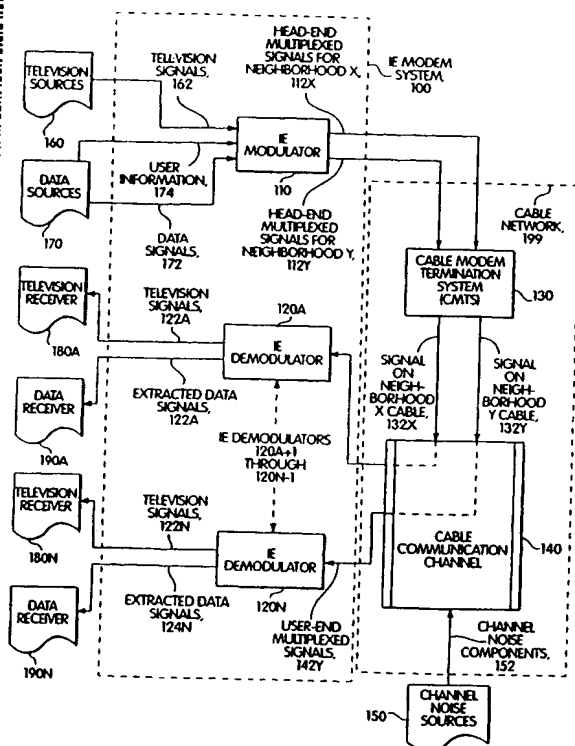 TELEVISION
SOURCES
160
TELEVISION
SIGNALS,
162
HEAD-END
MULTIPLEXED
SIGNALS FOR
NEIGHBORHOOD X,
112X
IE MODEM
SYSTEM,
100
DATA
SOURCES
170
USER
INFORMATION,
174
IE
MODULATOR
110
DATA
SIGNALS,
172
HEAD-END
MULTIPLEXED
SIGNALS FOR
NEIGHBORHOOD Y,
112Y
CABLE
NETWORK,
199
CABLE MODEM
TERMINATION
SYSTEM
(CMTS)
130
TELEVISION
RECEIVER
180A
TELEVISION
SIGNALS,
122A
120A
IE
DEMODULATOR
SIGNAL
ON
NEIGH-
BORHOOD
X CABLE,
132X
SIGNAL
ON
NEIGH-
BORHOOD
Y CABLE,
132Y
DATA
RECEIVER
190A
EXTRACTED DATA
SIGNALS,
122A
IE DEMODULATORS
120A+1
THROUGH
120N-1
TELEVISION
RECEIVER
180N
TELEVISION
SIGNALS,
122N
IE
DEMODULATOR
120N
CABLE
COMMUNICATION
CHANNEL
140
DATA
RECEIVER
190N
EXTRACTED DATA
SIGNALS,
124N
USER-END
MULTIPLEXED
SIGNALS,
142Y
CHANNEL
NOISE
COMPONENTS,
152
150
CHANNEL
NOISE
SOURCES